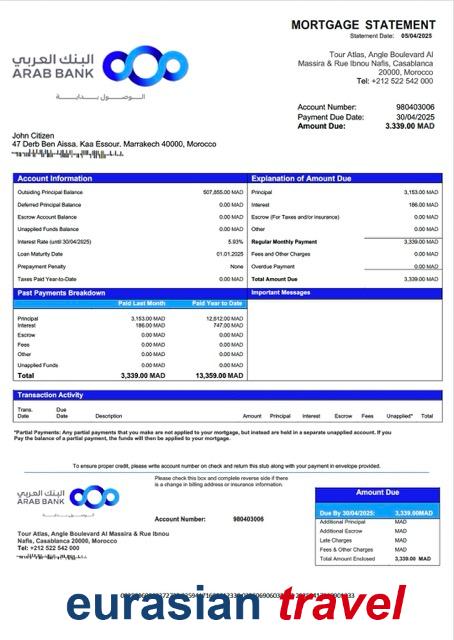 MORTGAGE STATEMENT
Statement Date: 05/04/2025
البنك العربي
ARAB BANK
الـوصــول بـدايـــة
Tour Atlas, Angle Boulevard Al
Massira & Rue Ibnou Nafis, Casablanca
20000, Morocco
Tel: +212 522 542 000
Account Number: 980403006
Payment Due Date: 30/04/2025
Amount Due: 3.339.00 MAD
John Citizen
47 Derb Ben Aissa. Kaa Essour, Marrakech 40000, Morocco
Account Information
Outsiding Principal Balance 507,855.00 MAD
Deferred Principal Balance 0.00 MAD
Escrow Account Balance 0.00 MAD
Unapplied Funds Balance 0.00 MAD
Interest Rate (until 30/04/2025) 5.93%
Loan Maturity Date 01.01.2025
Prepayment Penalty None
Taxes Paid Year-to-Date 0.00 MAD
Explanation of Amount Due
Principal 3,153.00 MAD
Interest 186.00 MAD
Escrow (For Taxes and/or insurance) 0.00 MAD
Other 0.00 MAD
Regular Monthly Payment 3,339.00 MAD
Fees and Other Charges 0.00 MAD
Overdue Payment 0.00 MAD
Total Amount Due 3,339.00 MAD
Past Payments Breakdown
Paid Last Month Paid Year to Date
Principal 3,153.00 MAD 12,612.00 MAD
Interest 186.00 MAD 747.00 MAD
Escrow 0.00 MAD 0.00 MAD
Fees 0.00 MAD 0.00 MAD
Other 0.00 MAD 0.00 MAD
Unapplied Funds 0.00 MAD 0.00 MAD
Total 3,339.00 MAD 13,359.00 MAD
Important Messages
Transaction Activity
Trans. Date Due Date Description Amount Principal Interest Escrow Fees Unapplied* Total
*Partial Payments: Any partial payments that you make are not applied to your mortgage, but instead are held in a separate unapplied account. If you
Pay the balance of a partial payment, the funds will then be applied to your mortgage.
To ensure proper credit, please write account number on check and return this stub along with your payment in envelope provided.
البنك العربي
ARAB BANK
الـوصــول بـدايـــة
Please check this box and complete reverse side if there
is a change in billing address or insurance information.
Account Number: 980403006
Tour Atlas, Angle Boulevard Al Massira & Rue Ibnou
Nafis, Casablanca 20000, Morocco
Tel: +212 522 542 000
Amount Due
Due By 30/04/2025: 3,339.00MAD
Additional Principal MAD
Additional Escrow MAD
Late Charges MAD
Fees & Other Charges MAD
Total Amount Enclosed 3,339.00 MAD
eurasian travel